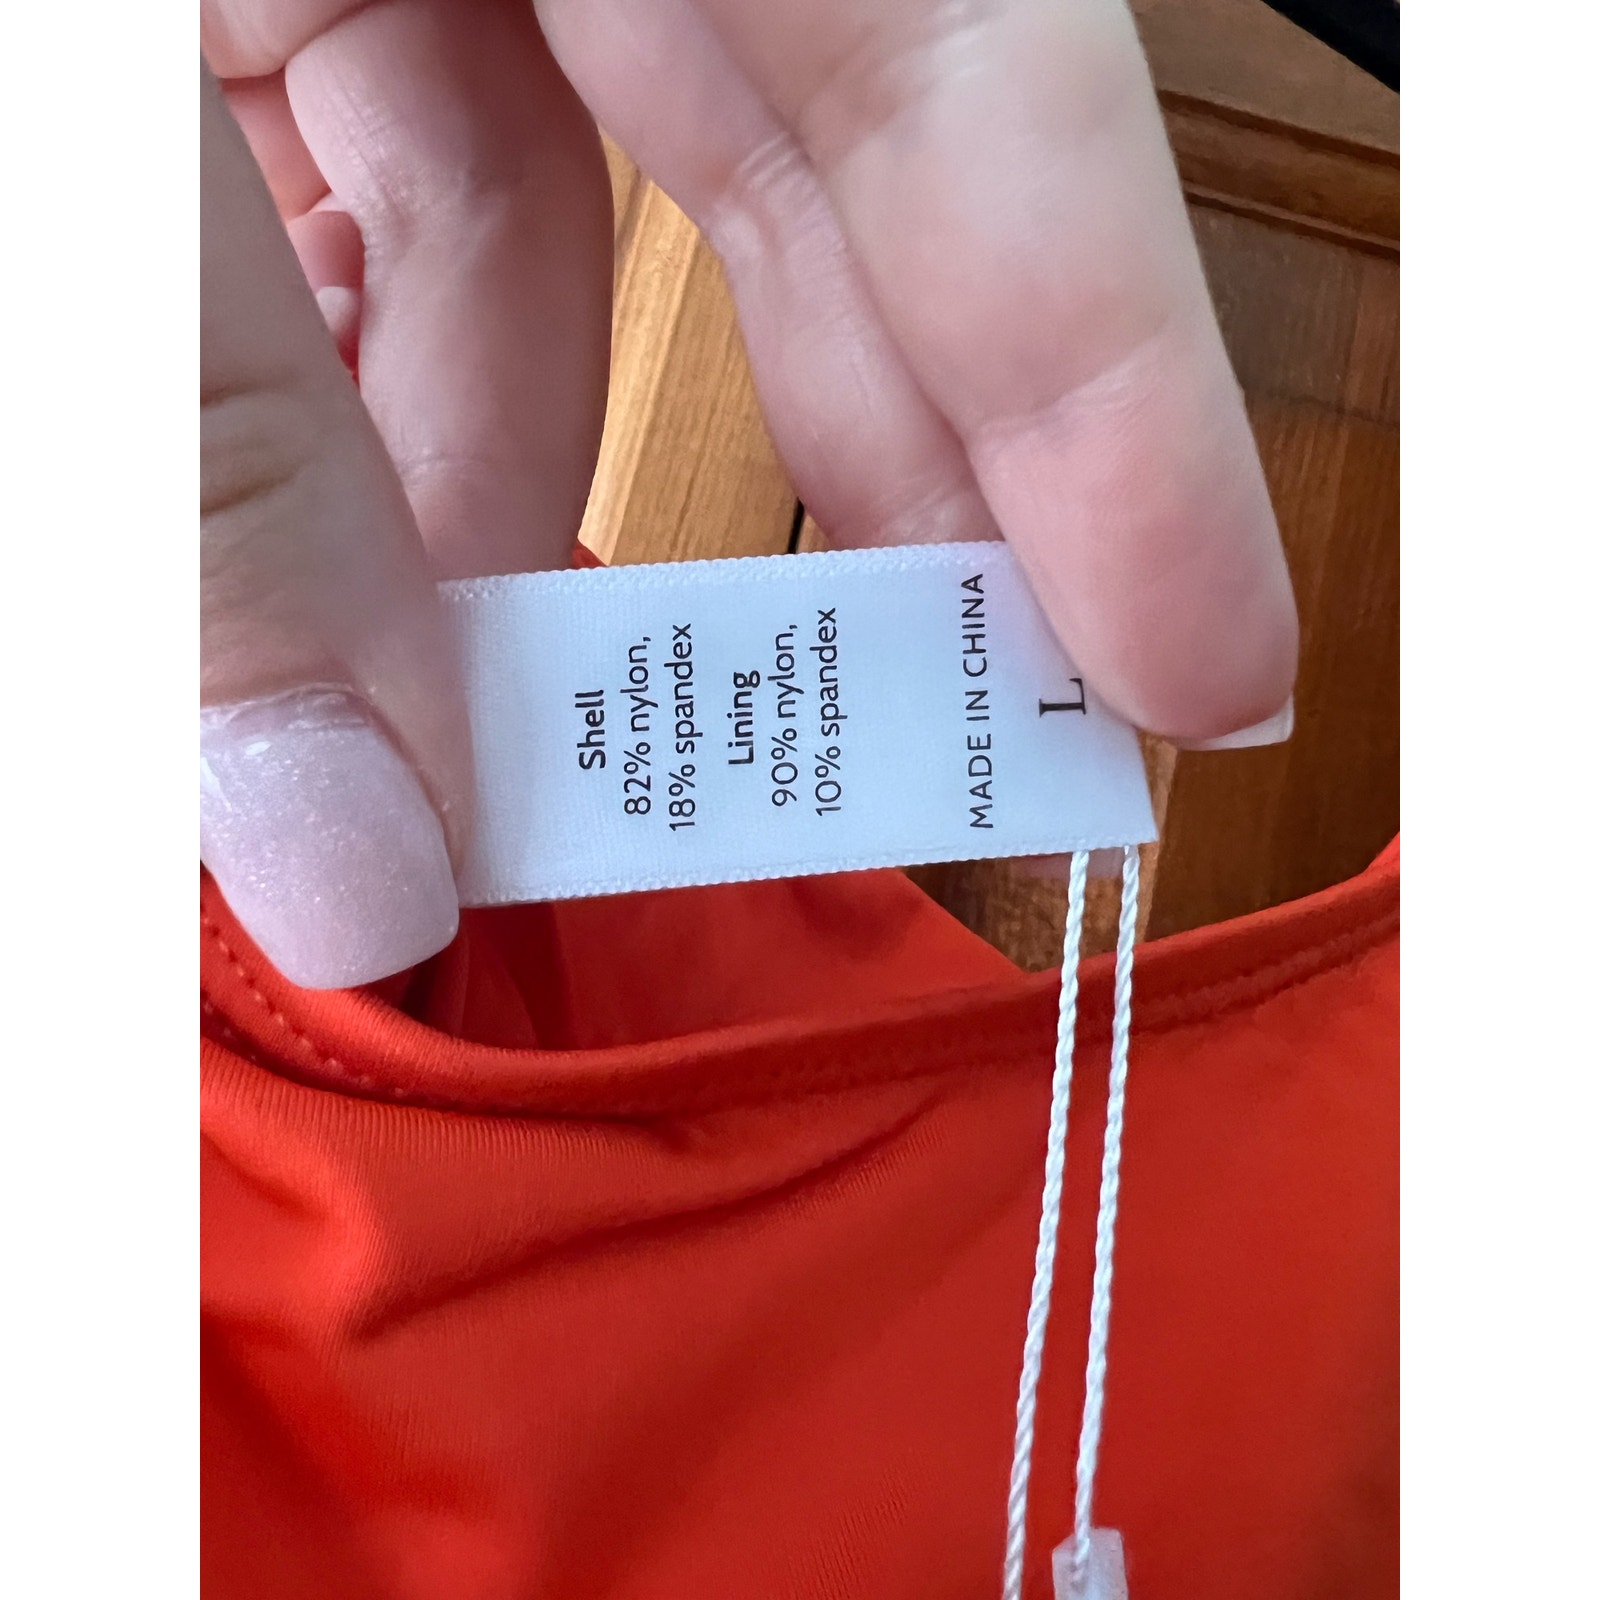 Shell
82% nylon,
18% spandex
Lining
90% nylon,
10% spandex
MADE IN CHINA
L